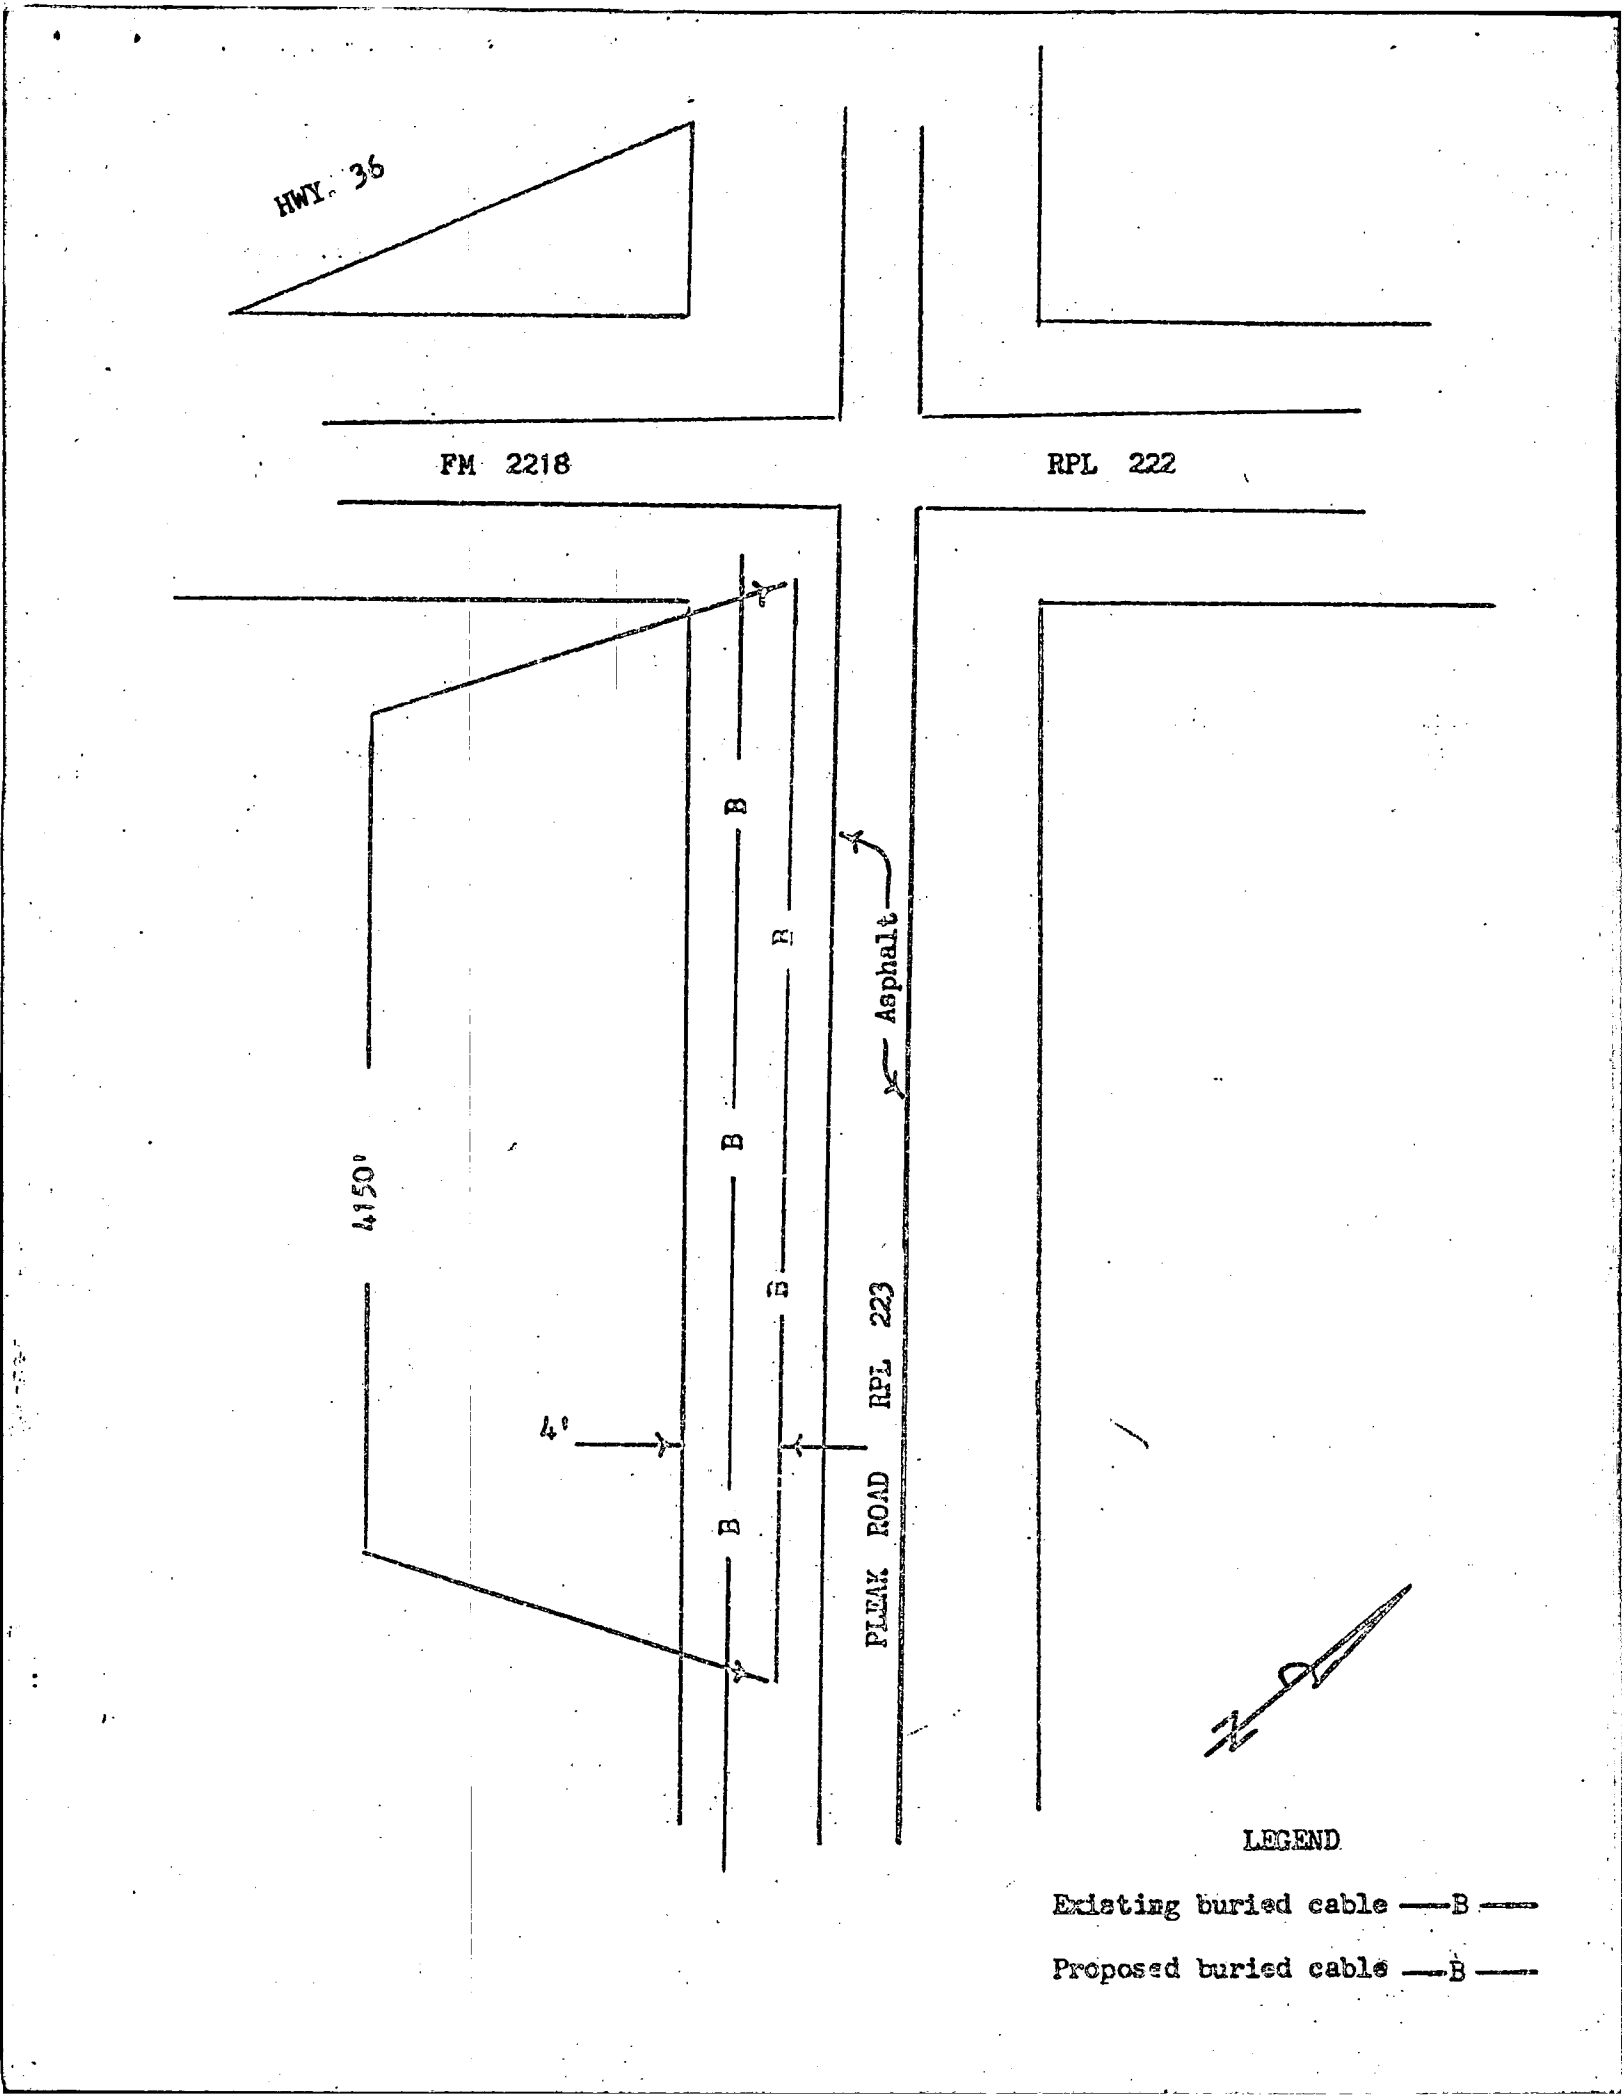 HWY. 36
FM 2218
RPL 222
B
B
Asphalt
B
4150'
B
4'
PLEAK ROAD RPL 223
B
N
LEGEND
Existing buried cable —B—
Proposed buried cable —B—